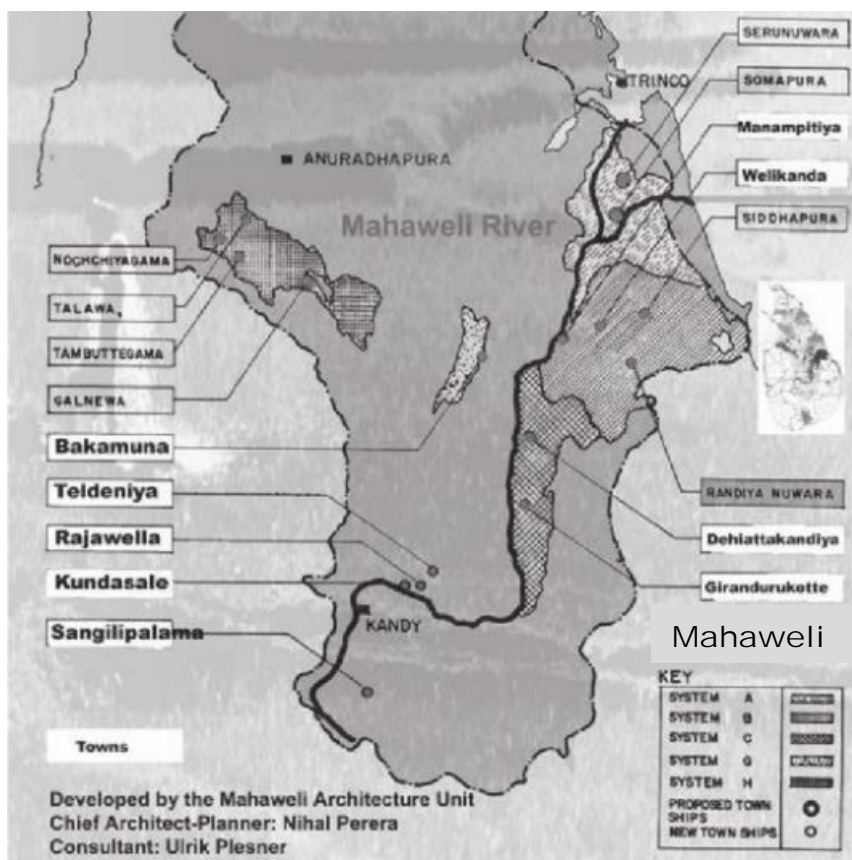 SERUNUWARA
TRINCO
SOMAPURA
Manampitiya
ANURADHAPURA
Welikanda
Mahaweli River
SIDDHAPURA
NOCHCHIYAGAMA
TALAWA
TAMBUTTEGAMA
GALNEWA
Bakamuna
Teldeniya
RANDIYA NUWARA
Rajawella
Dehiattakandiya
Kundasale
Girandurukotte
KANDY
Sangilipalama
Mahaweli
KEY
SYSTEM A
SYSTEM B
SYSTEM C
SYSTEM G
SYSTEM H
PROPOSED TOWN
SHIPS
NEW TOWN SHIPS
Towns
Developed by the Mahaweli Architecture Unit
Chief Architect-Planner: Nihal Perera
Consultant: Ulrik Plesner